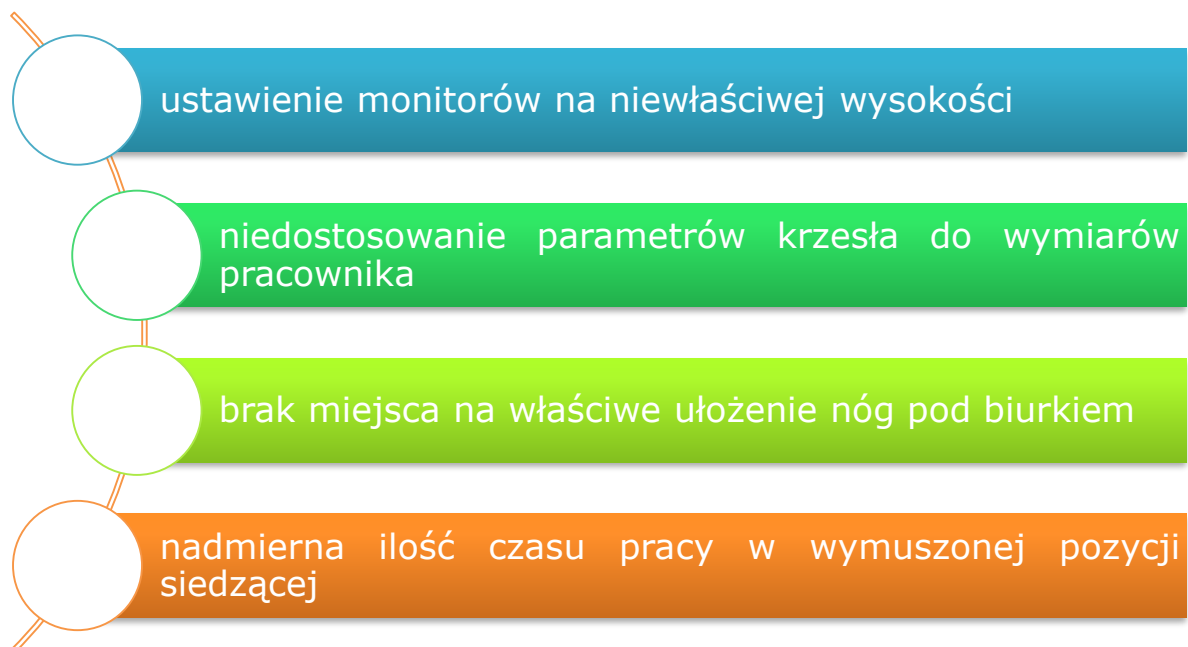 ustawienie monitorów na niewłaściwej wysokości
niedostosowanie parametrów krzesła do wymiarów
pracownika
brak miejsca na właściwe ułożenie nóg pod biurkiem
nadmierna ilość czasu pracy w wymuszonej pozycji
siedzącej